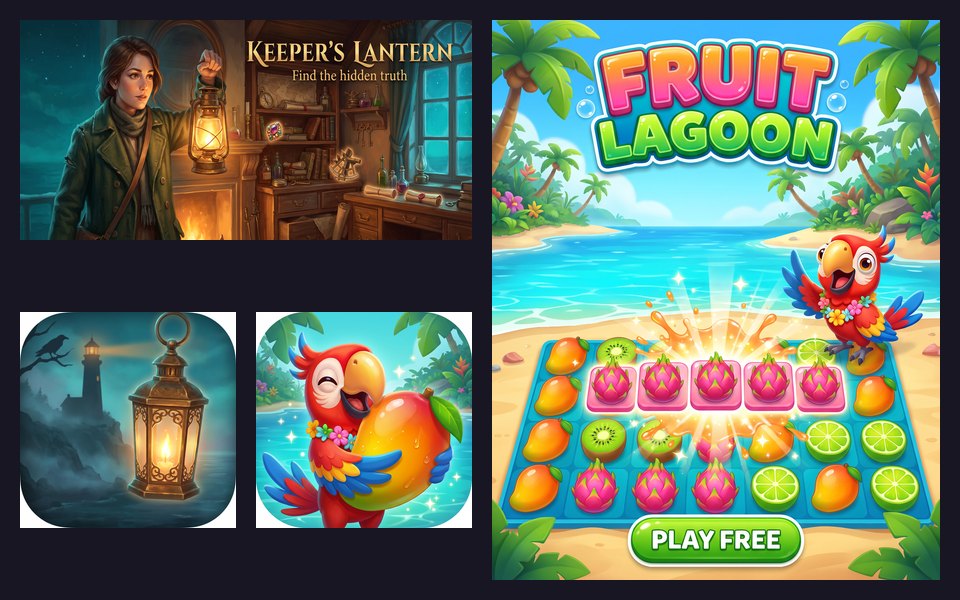 KEEPER'S LANTERN
Find the hidden truth
FRUIT
LAGOON
PLAY FREE